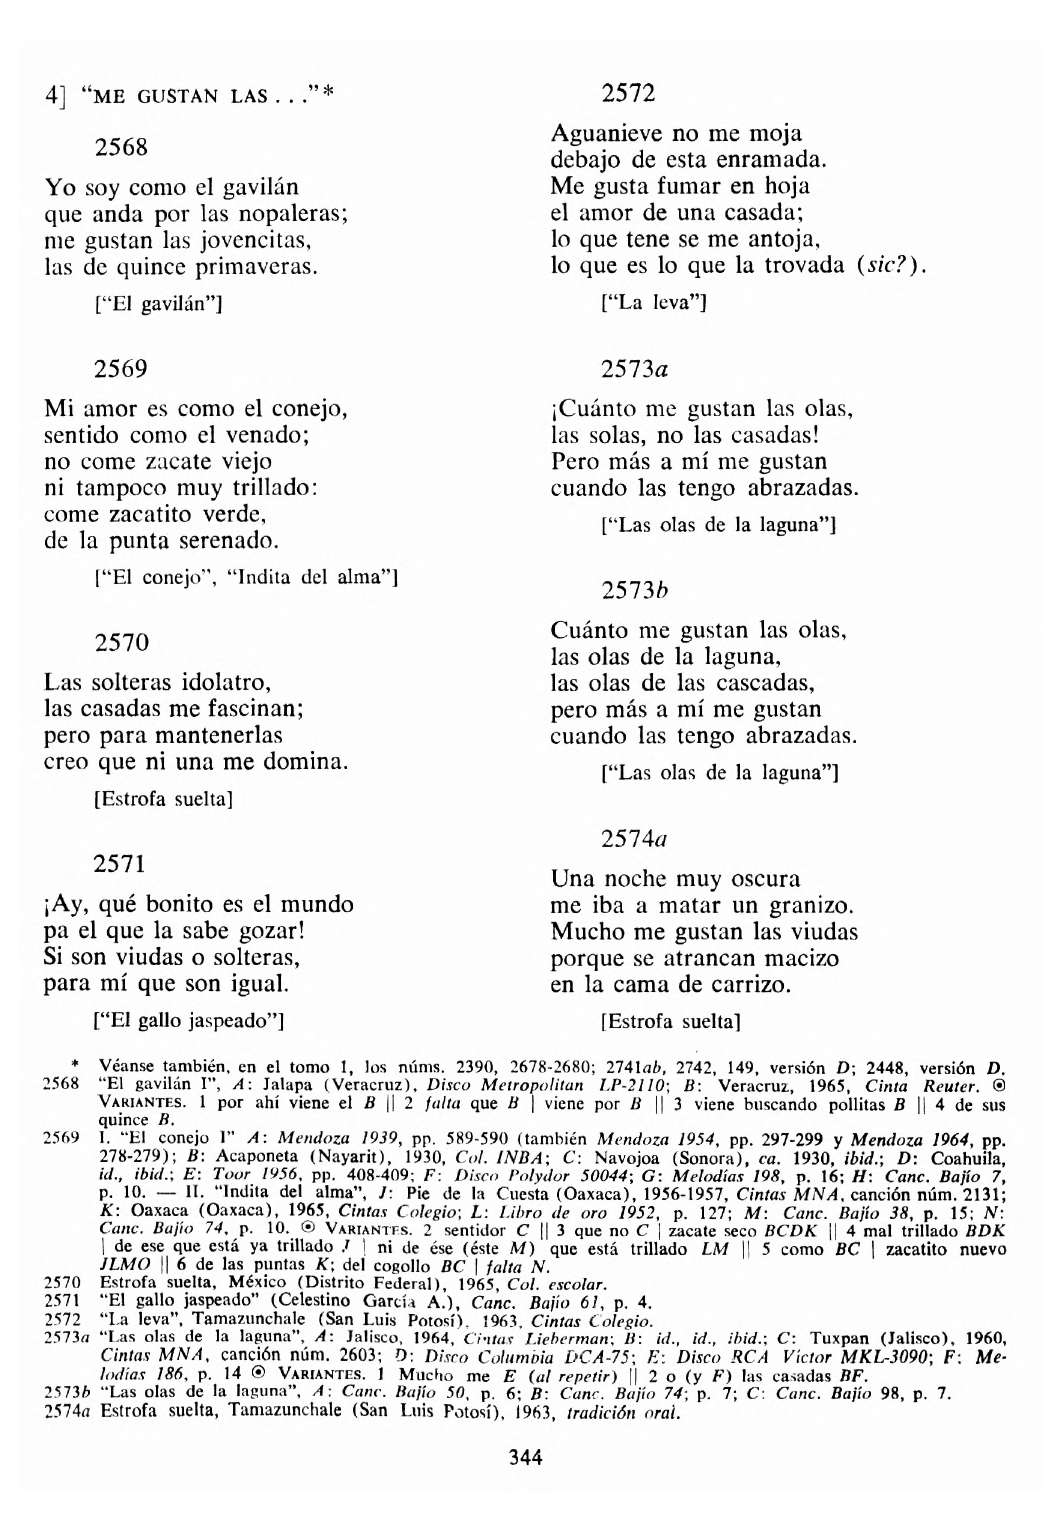 4] “ME GUSTAN LAS . . .”*
2568
Yo soy como el gavilán
que anda por las nopaleras;
me gustan las jovencitas,
las de quince primaveras.
[“El gavilán”]
2569
Mi amor es como el conejo,
sentido como el venado;
no come zacate viejo
ni tampoco muy trillado:
come zacatito verde,
de la punta serenado.
[“El conejo”, “Indita del alma”]
2570
Las solteras idolatro,
las casadas me fascinan;
pero para mantenerlas
creo que ni una me domina.
[Estrofa suelta]
2571
¡Ay, qué bonito es el mundo
pa el que la sabe gozar!
Si son viudas o solteras,
para mí que son igual.
[“El gallo jaspeado”]
2572
Aguanieve no me moja
debajo de esta enramada.
Me gusta fumar en hoja
el amor de una casada;
lo que tene se me antoja,
lo que es lo que la trovada (sic?).
[“La leva”]
2573a
¡Cuánto me gustan las olas,
las solas, no las casadas!
Pero más a mí me gustan
cuando las tengo abrazadas.
[“Las olas de la laguna”]
2573b
Cuánto me gustan las olas,
las olas de la laguna,
las olas de las cascadas,
pero más a mí me gustan
cuando las tengo abrazadas.
[“Las olas de la laguna”]
2574a
Una noche muy oscura
me iba a matar un granizo.
Mucho me gustan las viudas
porque se atrancan macizo
en la cama de carrizo.
[Estrofa suelta]
* Véanse también, en el tomo 1, los núms. 2390, 2678-2680; 2741ab, 2742, 149, versión D; 2448, versión D.
2568 “El gavilán I”, A: Jalapa (Veracruz), Disco Metropolitan LP-2110; B: Veracruz, 1965, Cinta Reuter. ®
VARIANTES. 1 por ahí viene el B || 2 falta que B | viene por B || 3 viene buscando pollitas B || 4 de sus
quince B.
2569 I. “El conejo I” A: Mendoza 1939, pp. 589-590 (también Mendoza 1954, pp. 297-299 y Mendoza 1964, pp.
278-279); B: Acaponeta (Nayarit), 1930, Col. INBA; C: Navojoa (Sonora), ca. 1930, ibid.; D: Coahuila,
id., ibid.; E: Toor 1956, pp. 408-409; F: Disco Polydor 50044; G: Melodías 198, p. 16; H: Canc. Bajío 7,
p. 10. — II. “Indita del alma”, J: Pie de la Cuesta (Oaxaca), 1956-1957, Cintas MNA, canción núm. 2131;
K: Oaxaca (Oaxaca), 1965, Cintas Colegio; L: Libro de oro 1952, p. 127; M: Canc. Bajío 38, p. 15; N:
Canc. Bajío 74, p. 10. ® VARIANTES. 2 sentidor C || 3 que no C | zacate seco BCDK || 4 mal trillado BDK
| de ese que está ya trillado J | ni de ése (éste M) que está trillado LM || 5 como BC | zacatito nuevo
JLMO || 6 de las puntas K; del cogollo BC | falta N.
2570 Estrofa suelta, México (Distrito Federal), 1965, Col. escolar.
2571 “El gallo jaspeado” (Celestino García A.), Canc. Bajío 61, p. 4.
2572 “La leva”, Tamazunchale (San Luis Potosí), 1963, Cintas Colegio.
2573a “Las olas de la laguna”, A: Jalisco, 1964, Cintas Lieberman; B: id., id., ibid.; C: Tuxpan (Jalisco), 1960,
Cintas MNA, canción núm. 2603; D: Disco Columbia DCA-75; E: Disco RCA Victor MKL-3090; F: Me-
lodías 186, p. 14 ® VARIANTES. 1 Mucho me E (al repetir) || 2 o (y F) las casadas BF.
2573b “Las olas de la laguna”, A: Canc. Bajío 50, p. 6; B: Canc. Bajío 74; p. 7; C: Canc. Bajío 98, p. 7.
2574a Estrofa suelta, Tamazunchale (San Luis Potosí), 1963, tradición oral.
344